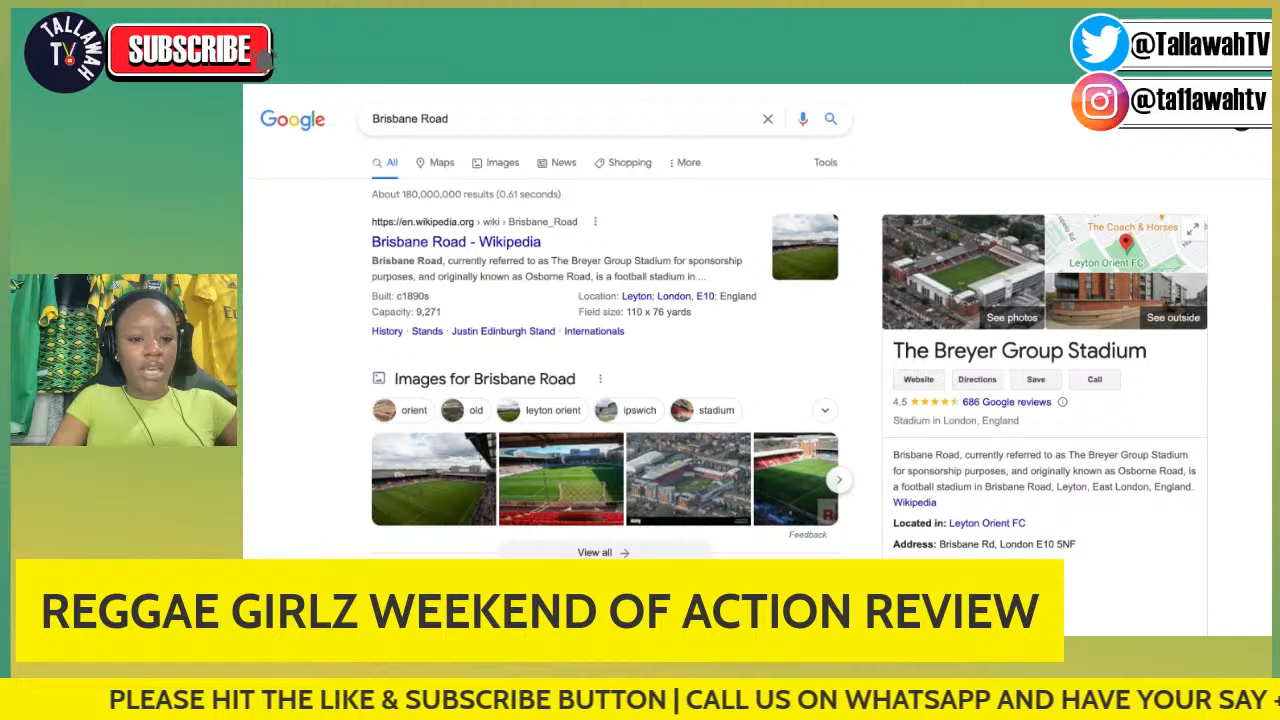 TALLAWAH
TV
SUBSCRIBE
@TallawahTV
@ta11awahtv
Google
Brisbane Road
All
Maps
Images
News
Shopping
More
Tools
About 180,000,000 results (0.61 seconds)
https://en.wikipedia.org › wiki › Brisbane_Road
Brisbane Road - Wikipedia
Brisbane Road, currently referred to as The Breyer Group Stadium for sponsorship
purposes, and originally known as Osborne Road, is a football stadium in ...
Built: c1890s
Location: Leyton; London, E10; England
Capacity: 9,271
Field size: 110 x 76 yards
History · Stands · Justin Edinburgh Stand · Internationals
Images for Brisbane Road
orient
old
leyton orient
ipswich
stadium
Feedback
View all →
The Coach & Horses
Leyton Orient FC
See photos
See outside
The Breyer Group Stadium
Website
Directions
Save
Call
4.5
686 Google reviews
Stadium in London, England
Brisbane Road, currently referred to as The Breyer Group Stadium
for sponsorship purposes, and originally known as Osborne Road, is
a football stadium in Brisbane Road, Leyton, East London, England.
Wikipedia
Located in: Leyton Orient FC
Address: Brisbane Rd, London E10 5NF
REGGAE GIRLZ WEEKEND OF ACTION REVIEW
PLEASE HIT THE LIKE & SUBSCRIBE BUTTON | CALL US ON WHATSAPP AND HAVE YOUR SAY